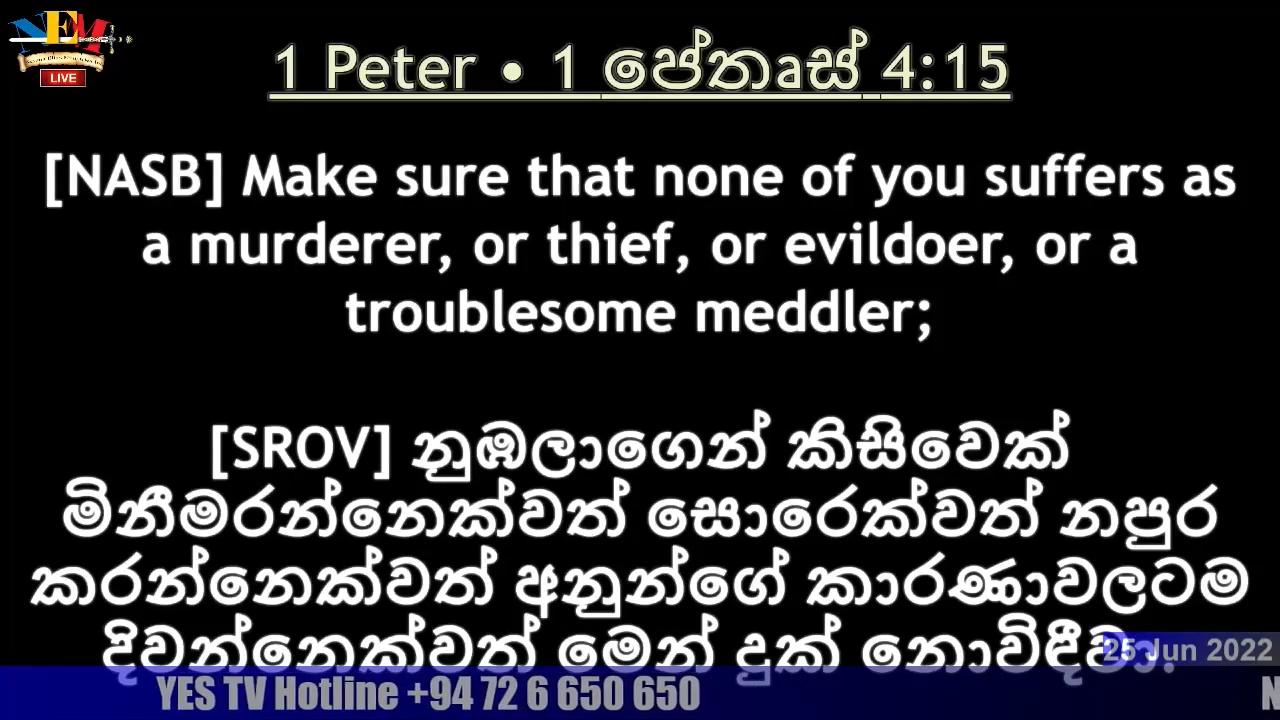 NEM
LIVE
1 Peter • 1 පේතෘස් 4:15
[NASB] Make sure that none of you suffers as
a murderer, or thief, or evildoer, or a
troublesome meddler;
[SROV] නුඹලාගෙන් කිසිවෙක්
මිනීමරන්නෙක්වත් සොරෙක්වත් නපුර
කරන්නෙක්වත් අනුන්ගේ කාරණාවලටම
දිවන්නෙක්වත් මෙන් දුක් නොවිඳීවා.
25 Jun 2022
YES TV Hotline +94 72 6 650 650
N